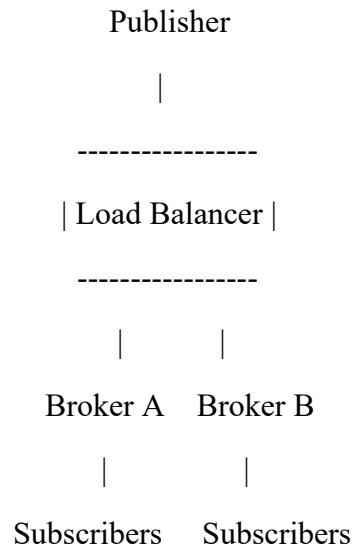 Publisher
|
-----------------
| Load Balancer |
-----------------
| |
Broker A Broker B
| |
Subscribers Subscribers